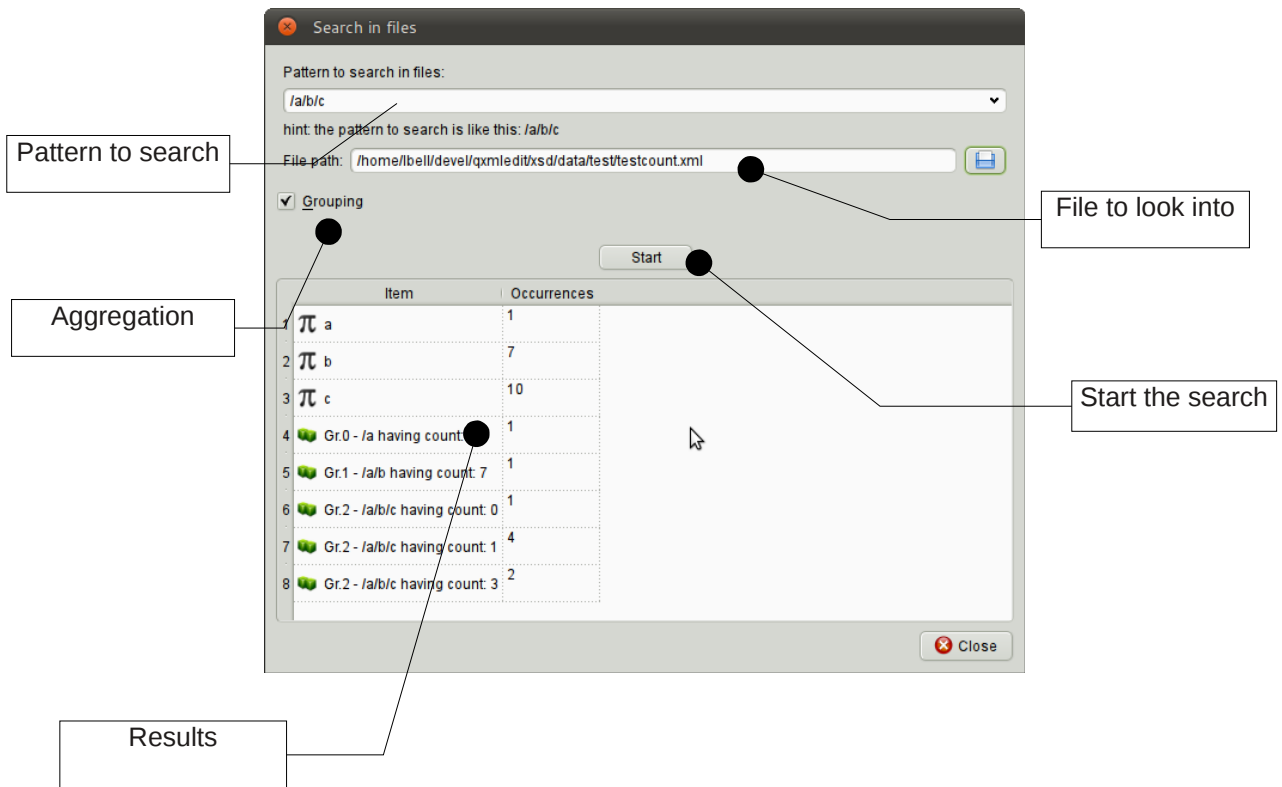 Search in files
Pattern to search in files:
/a/b/c
hint: the pattern to search is like this: /a/b/c
Pattern to search
File path: /home/lbell/devel/qxmledit/xsd/data/test/testcount.xml
Grouping
File to look into
Start
Item Occurrences
Aggregation
1 π a 1
2 π b 7
3 π c 10
Start the search
4 Gr.0 - /a having count: 1
5 Gr.1 - /a/b having count: 7 1
6 Gr.2 - /a/b/c having count: 0 1
7 Gr.2 - /a/b/c having count: 1 4
8 Gr.2 - /a/b/c having count: 3 2
Close
Results